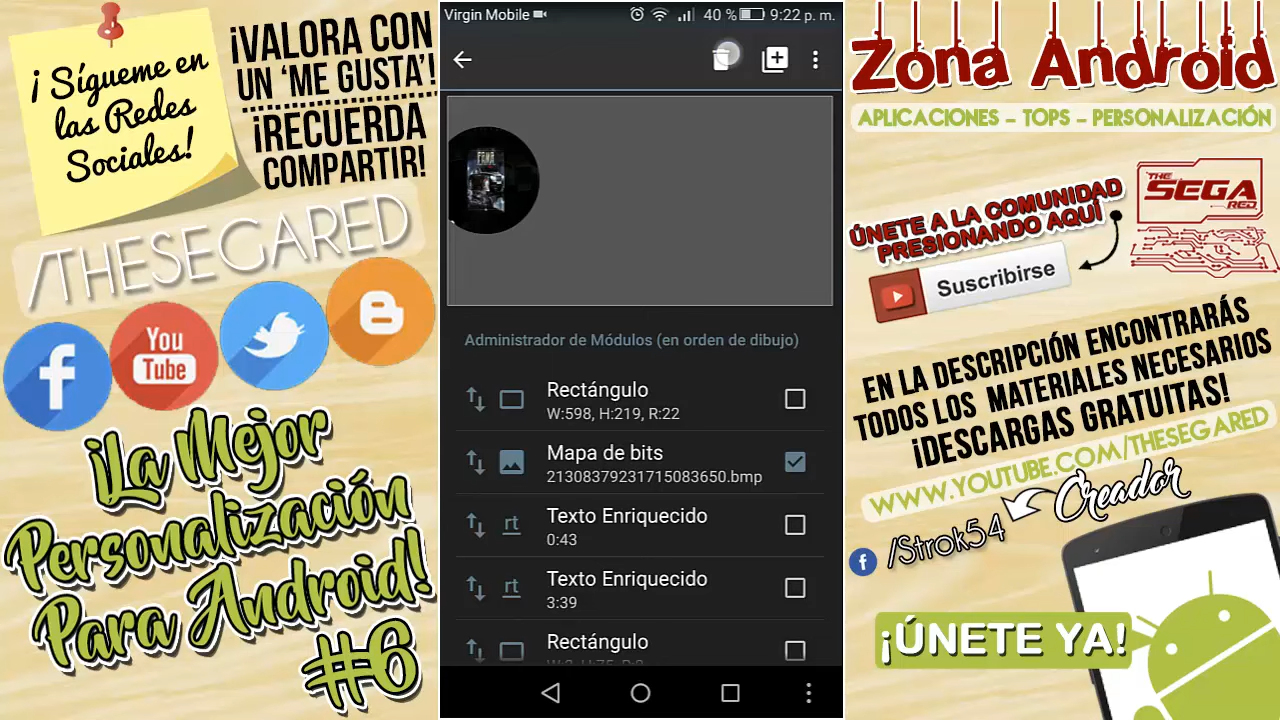 ¡ Sígueme en
las Redes
Sociales!
¡VALORA CON
UN 'ME GUSTA'!
¡RECUERDA
COMPARTIR!
/THESEGARED
You
Tube
¡La Mejor
Personalización
Para Android!
#6
Virgin Mobile
40 %
9:22 p. m.
Administrador de Módulos (en orden de dibujo)
Rectángulo
W:598, H:219, R:22
Mapa de bits
21308379231715083650.bmp
rt
Texto Enriquecido
0:43
rt
Texto Enriquecido
3:39
Rectángulo
Zona Android
APLICACIONES – TOPS – PERSONALIZACIÓN
THE
SEGA
RED
ÚNETE A LA COMUNIDAD
PRESIONANDO AQUÍ
Suscribirse
EN LA DESCRIPCIÓN ENCONTRARÁS
TODOS LOS MATERIALES NECESARIOS
¡DESCARGAS GRATUITAS!
WWW.YOUTUBE.COM/THESEGARED
Creador
/Strok54
¡ÚNETE YA!